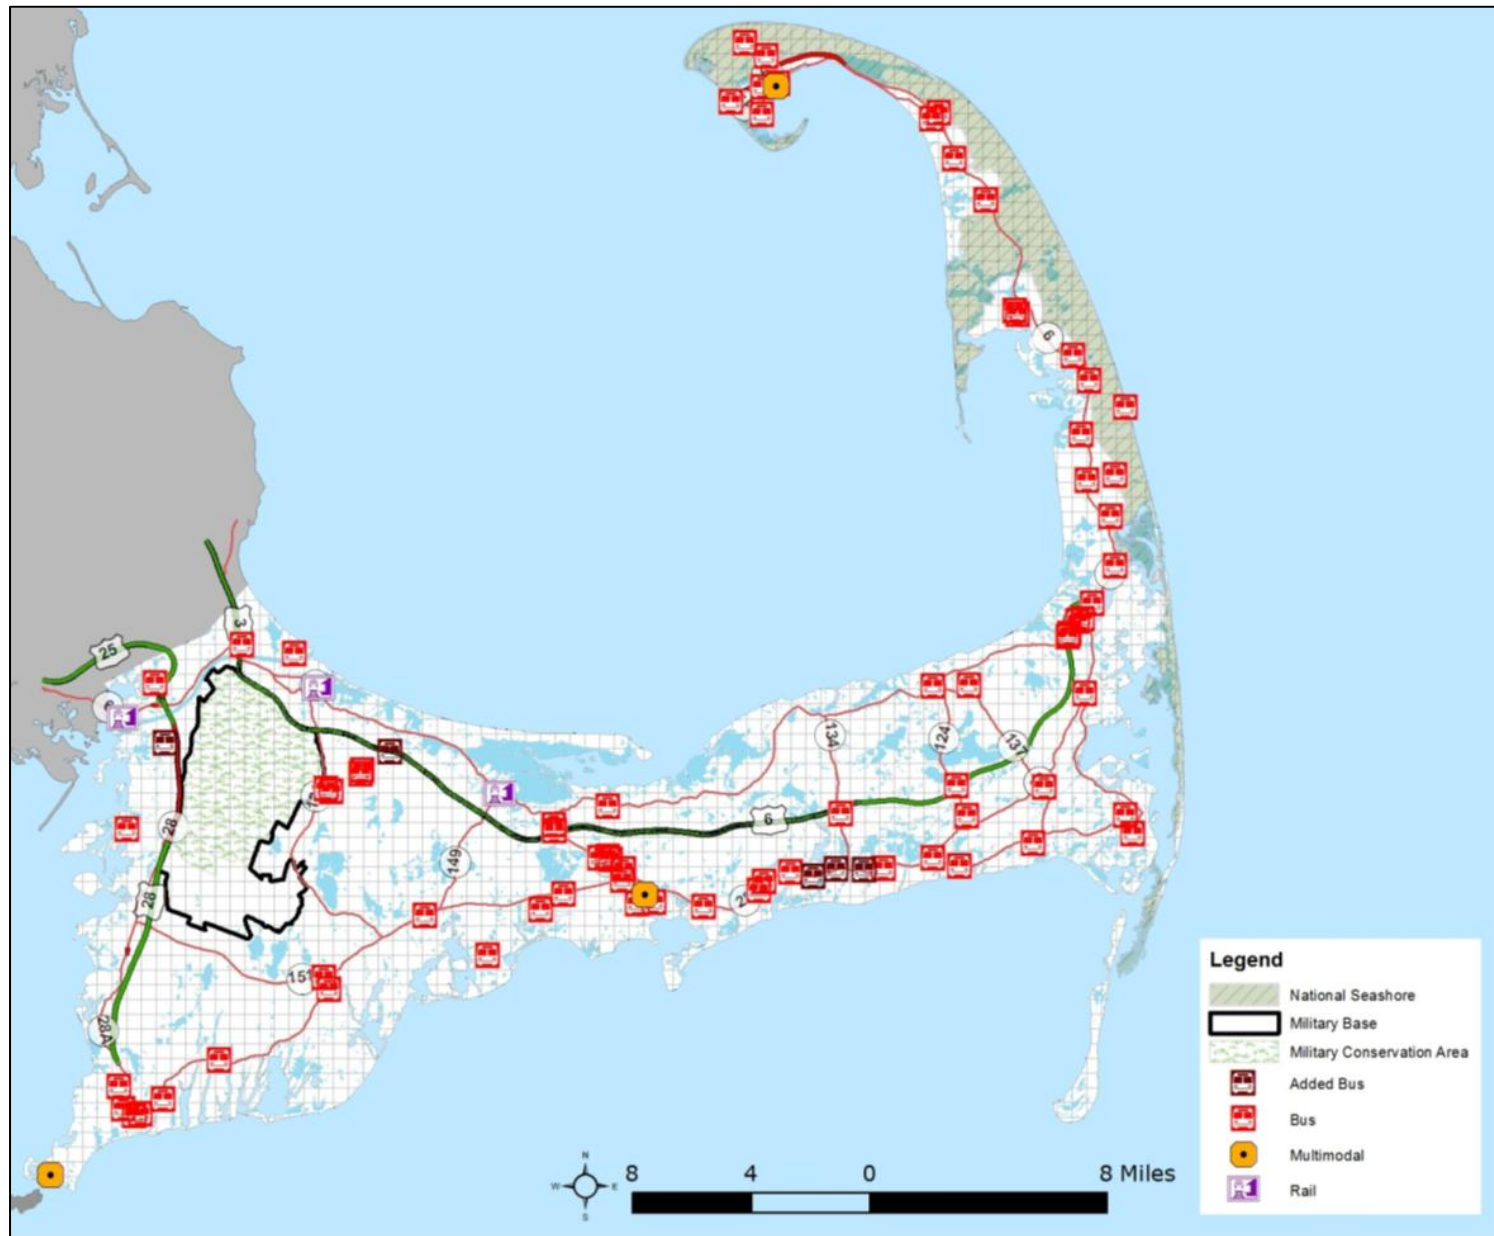 6
3
25
6
134
124
137
28
149
6
28
151
28A
Legend
National Seashore
Military Base
Military Conservation Area
Added Bus
Bus
Multimodal
Rail
N
W E
S
8 4 0 8 Miles